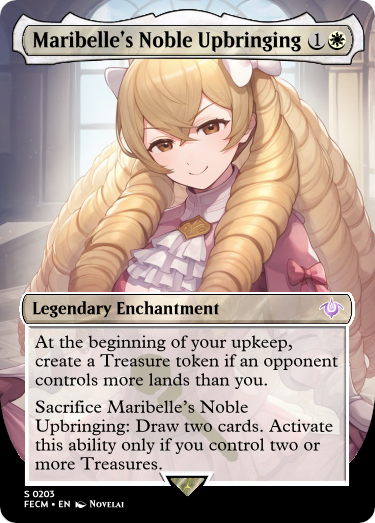 Maribelle's Noble Upbringing 1
Legendary Enchantment
At the beginning of your upkeep,
create a Treasure token if an opponent
controls more lands than you.
Sacrifice Maribelle's Noble
Upbringing: Draw two cards. Activate
this ability only if you control two or
more Treasures.
S 0203
FECM • EN NovelAI